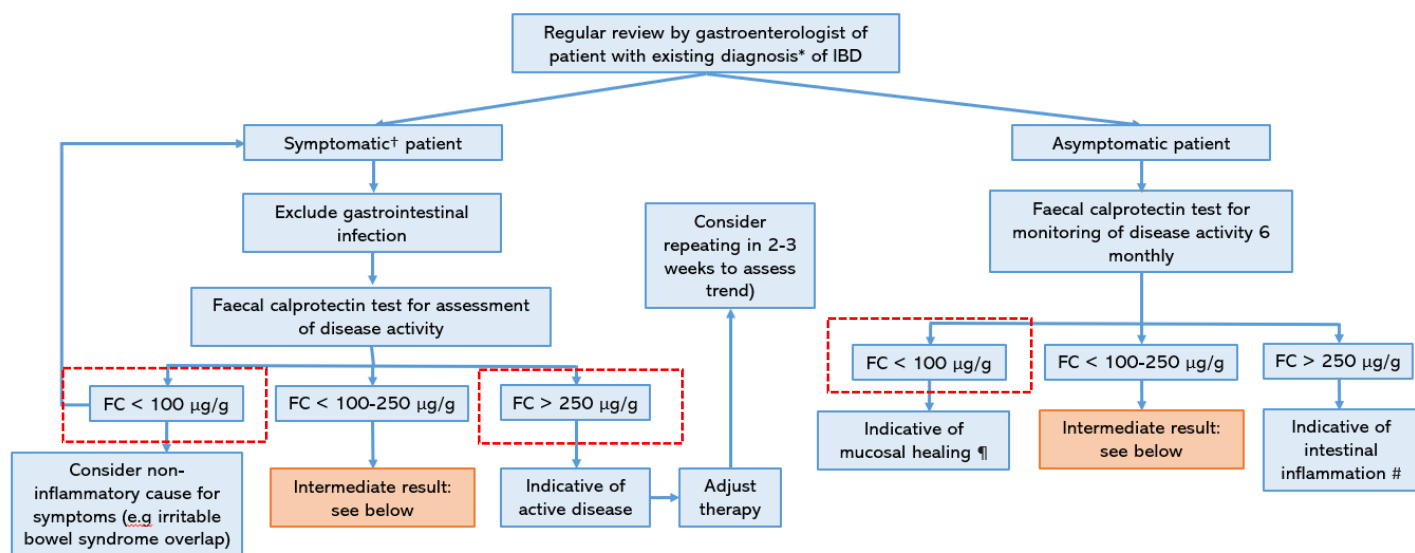 Regular review by gastroenterologist of
patient with existing diagnosis* of IBD
Symptomatic† patient
Asymptomatic patient
Exclude gastrointestinal
infection
Consider
repeating in 2-3
weeks to assess
trend)
Faecal calprotectin test for
monitoring of disease activity 6
monthly
Faecal calprotectin test for assessment
of disease activity
FC < 100 µg/g
FC < 100-250 µg/g
FC > 250 µg/g
FC < 100 µg/g
FC < 100-250 µg/g
FC > 250 µg/g
Consider non-
inflammatory cause for
symptoms (e.g irritable
bowel syndrome overlap)
Intermediate result:
see below
Indicative of
active disease
Adjust
therapy
Indicative of
mucosal healing ¶
Intermediate result:
see below
Indicative of
intestinal
inflammation #